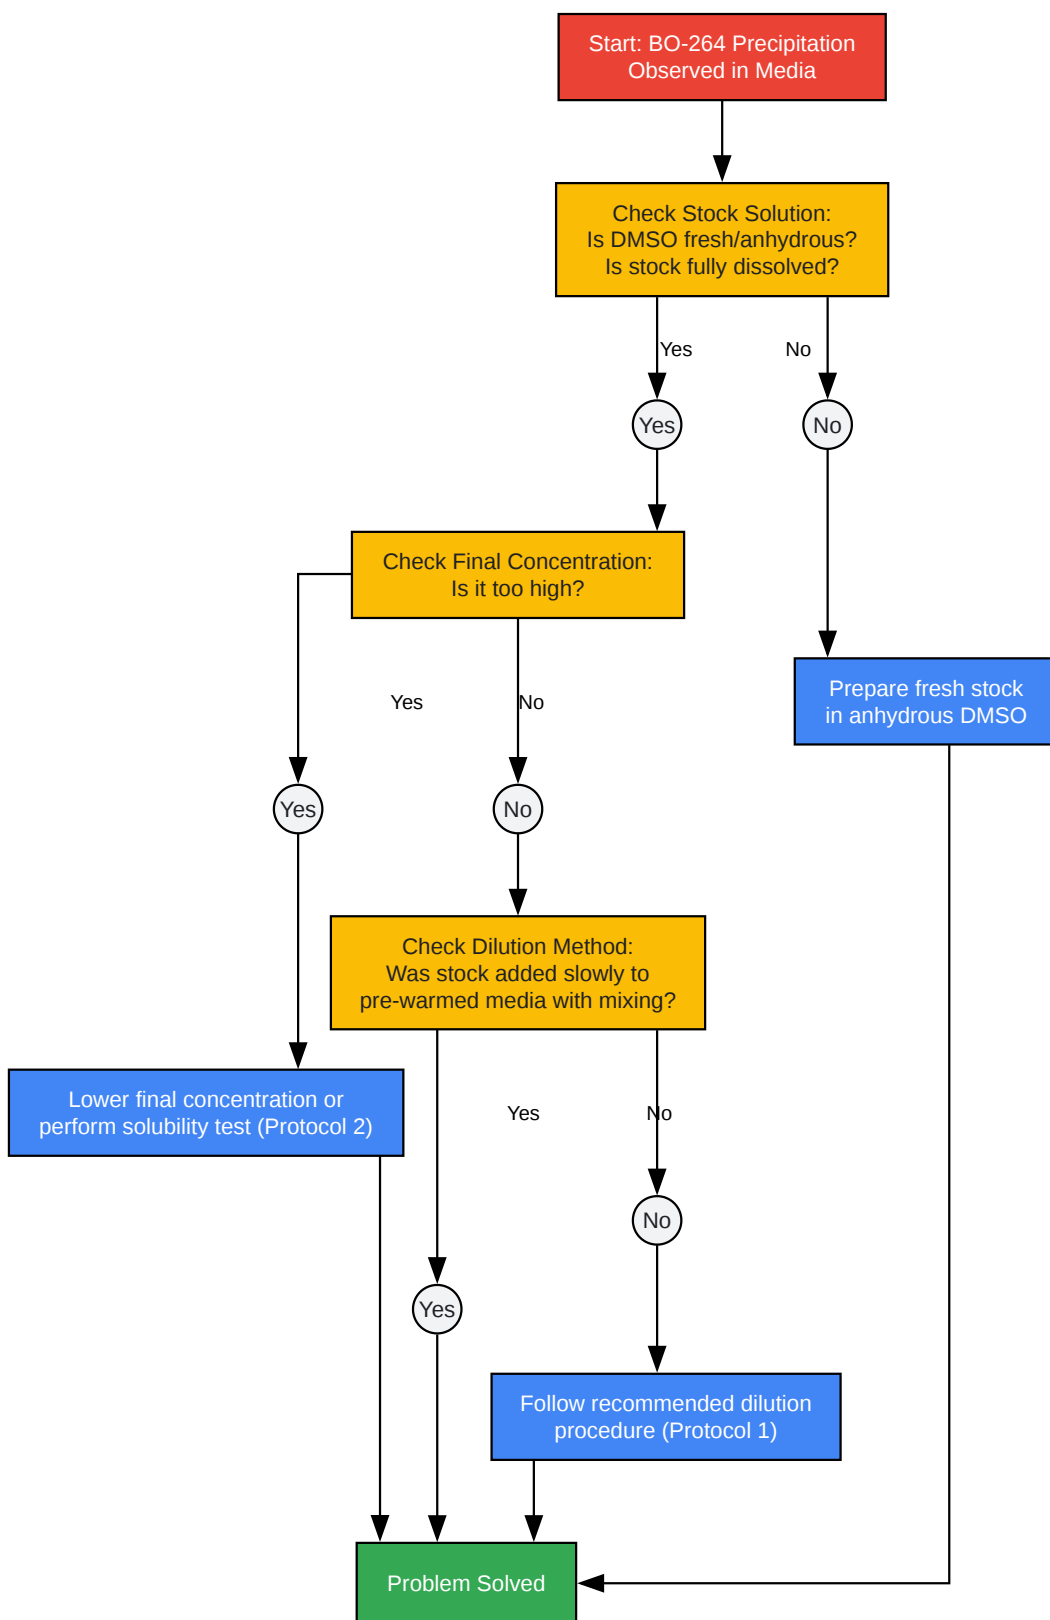 Start: BO-264 Precipitation
Observed in Media
Check Stock Solution:
Is DMSO fresh/anhydrous?
Is stock fully dissolved?
Yes
No
Yes
No
Check Final Concentration:
Is it too high?
Prepare fresh stock
in anhydrous DMSO
Yes
No
Yes
No
Check Dilution Method:
Was stock added slowly to
pre-warmed media with mixing?
Lower final concentration or
perform solubility test (Protocol 2)
Yes
No
No
Yes
Follow recommended dilution
procedure (Protocol 1)
Problem Solved